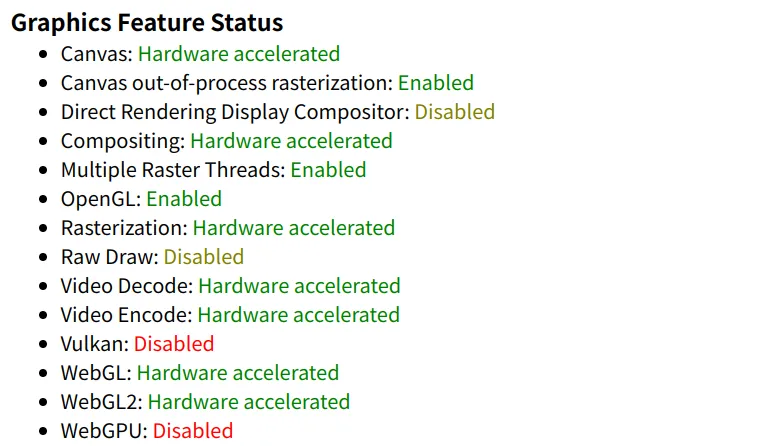 Graphics Feature Status
Canvas: Hardware accelerated
Canvas out-of-process rasterization: Enabled
Direct Rendering Display Compositor: Disabled
Compositing: Hardware accelerated
Multiple Raster Threads: Enabled
OpenGL: Enabled
Rasterization: Hardware accelerated
Raw Draw: Disabled
Video Decode: Hardware accelerated
Video Encode: Hardware accelerated
Vulkan: Disabled
WebGL: Hardware accelerated
WebGL2: Hardware accelerated
WebGPU: Disabled